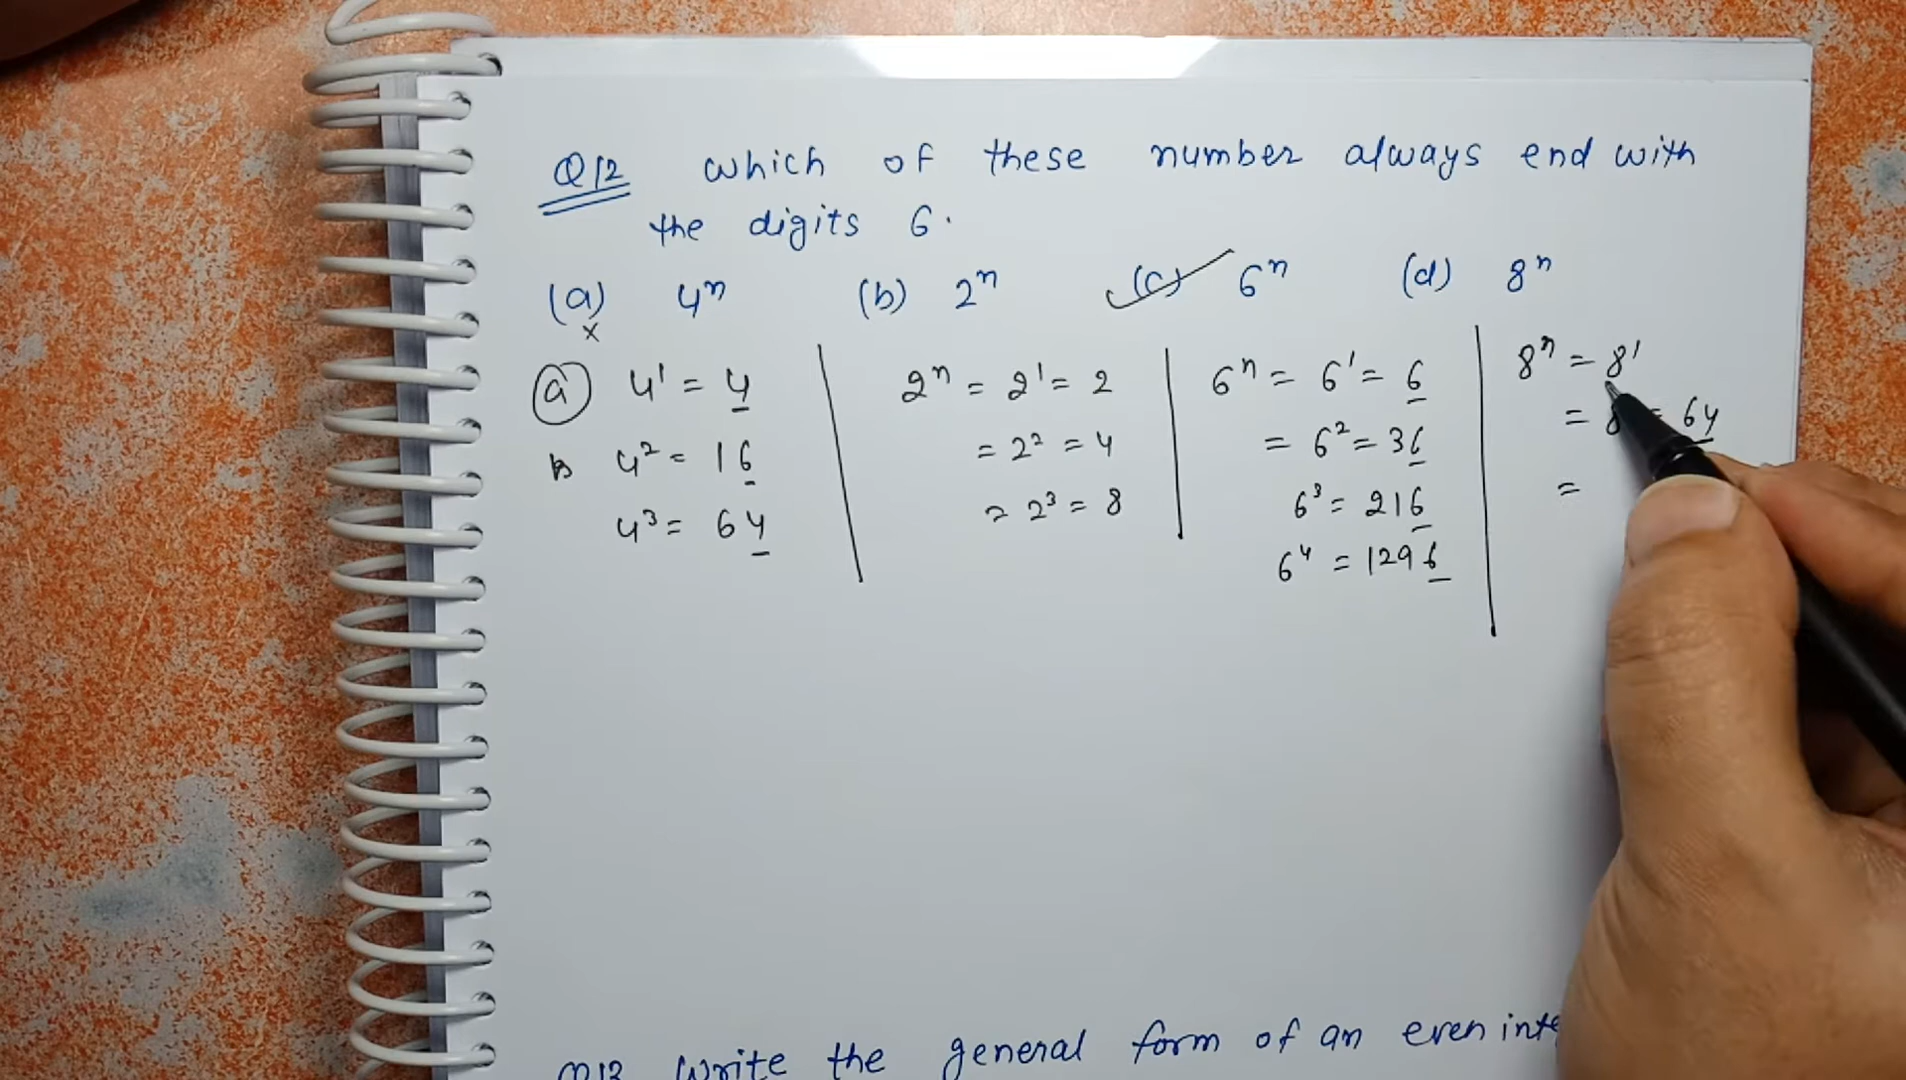 Q12 which of these number always end with
the digits 6.
(a) 4ⁿ (b) 2ⁿ (c) 6ⁿ (d) 8ⁿ
x
(a) 4¹ = 4
4² = 16
4³ = 64
2ⁿ = 2¹ = 2
= 2² = 4
= 2³ = 8
6ⁿ = 6¹ = 6
= 6² = 36
6³ = 216
6⁴ = 1296
8ⁿ = 8¹
= 8 = 64
=
Q13 Write the general form of an even